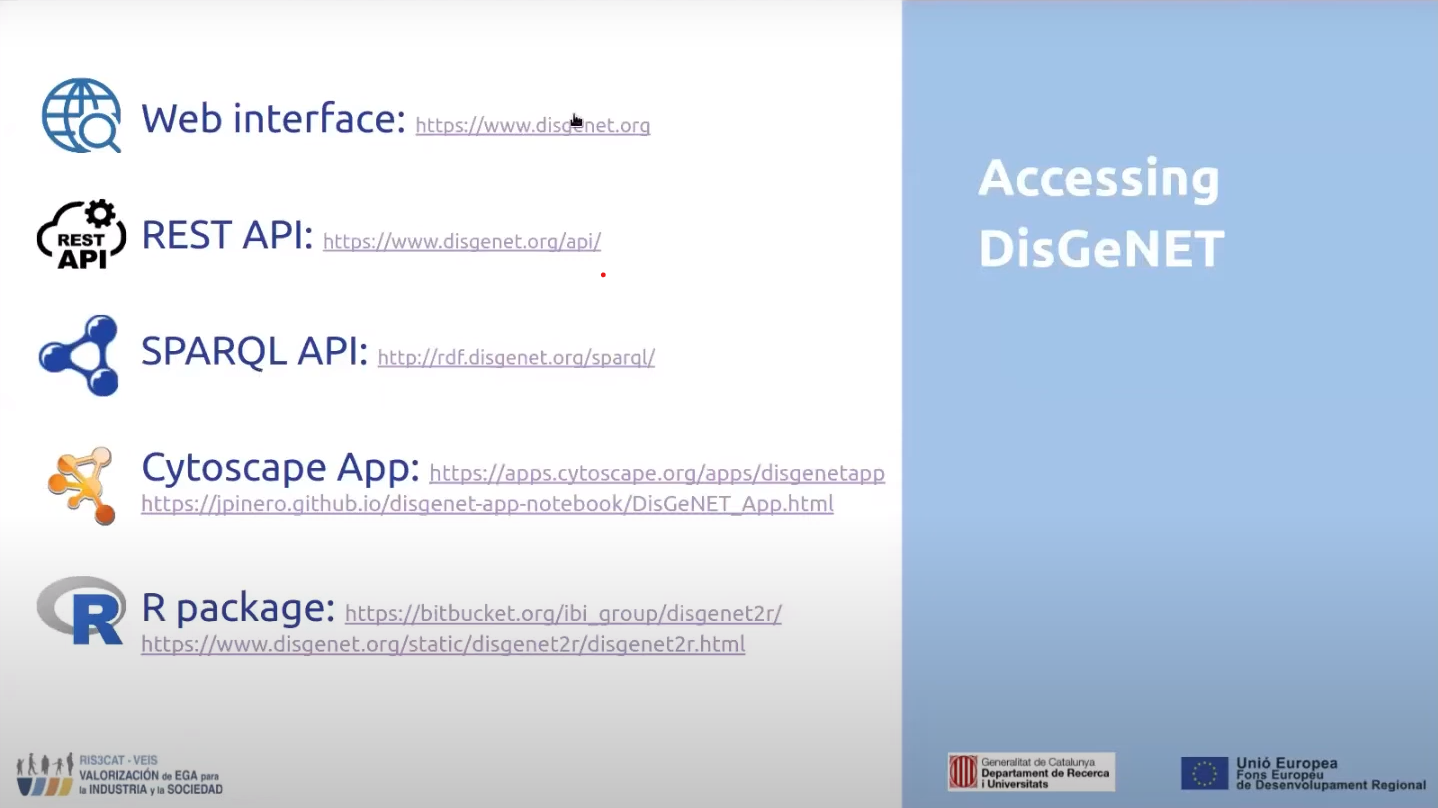 Web interface: https://www.disgenet.org
REST API
REST API: https://www.disgenet.org/api/
SPARQL API: http://rdf.disgenet.org/sparql/
Cytoscape App: https://apps.cytoscape.org/apps/disgenetapp
https://jpinero.github.io/disgenet-app-notebook/DisGeNET_App.html
R
R package: https://bitbucket.org/ibi_group/disgenet2r/
https://www.disgenet.org/static/disgenet2r/disgenet2r.html
Accessing
DisGeNET
RIS3CAT - VEIS
VALORIZACIÓN de EGA para
la INDUSTRIA y la SOCIEDAD
Generalitat de Catalunya
Departament de Recerca
i Universitats
Unió Europea
Fons Europeu
de Desenvolupament Regional